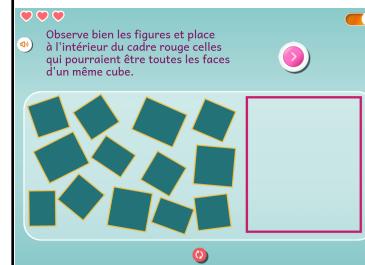 Observe bien les figures et place
à l'intérieur du cadre rouge celles
qui pourraient être toutes les faces
d'un même cube.